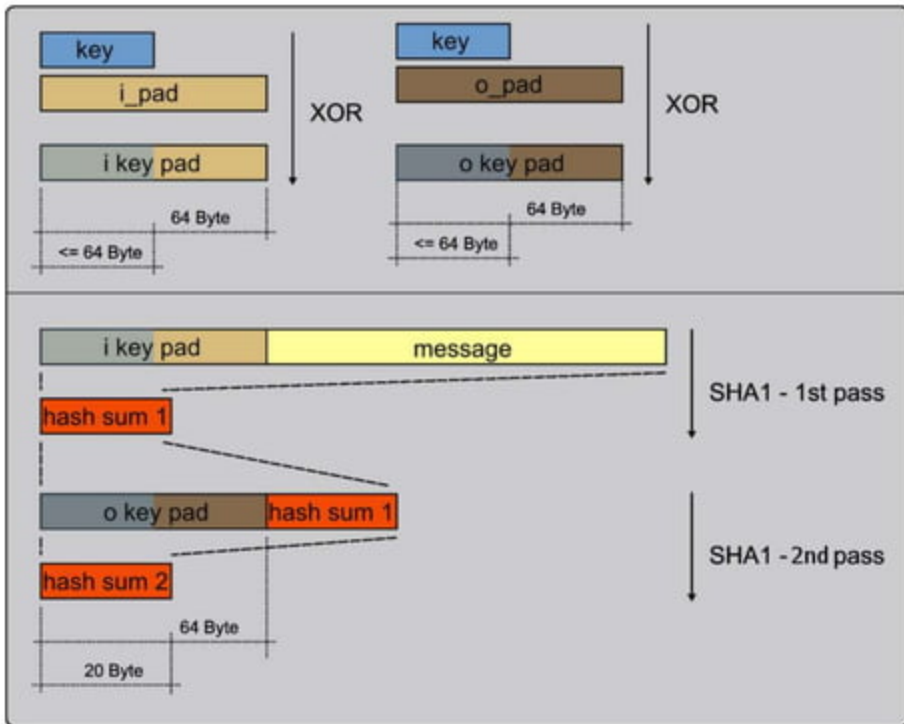 key
i_pad
XOR
i key pad
64 Byte
<= 64 Byte
key
o_pad
XOR
o key pad
64 Byte
<= 64 Byte
i key pad message
SHA1 - 1st pass
hash sum 1
o key pad hash sum 1
SHA1 - 2nd pass
hash sum 2
64 Byte
20 Byte